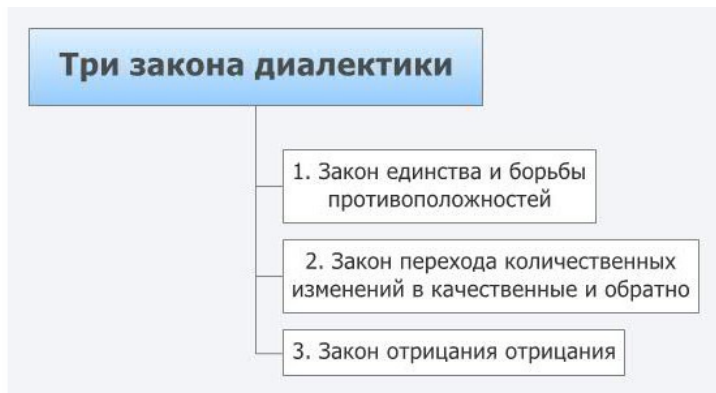 Три закона диалектики
1. Закон единства и борьбы
противоположностей
2. Закон перехода количественных
изменений в качественные и обратно
3. Закон отрицания отрицания